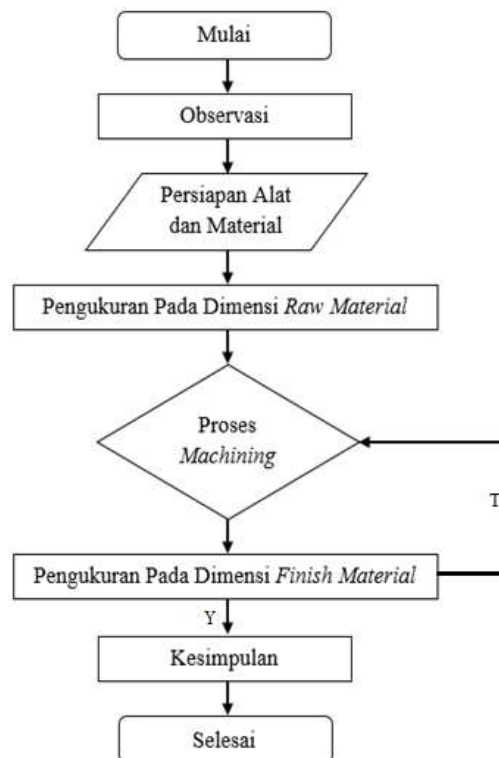 Mulai
Observasi
Persiapan Alat
dan Material
Pengukuran Pada Dimensi Raw Material
Proses
Machining
T
Pengukuran Pada Dimensi Finish Material
Y
Kesimpulan
Selesai